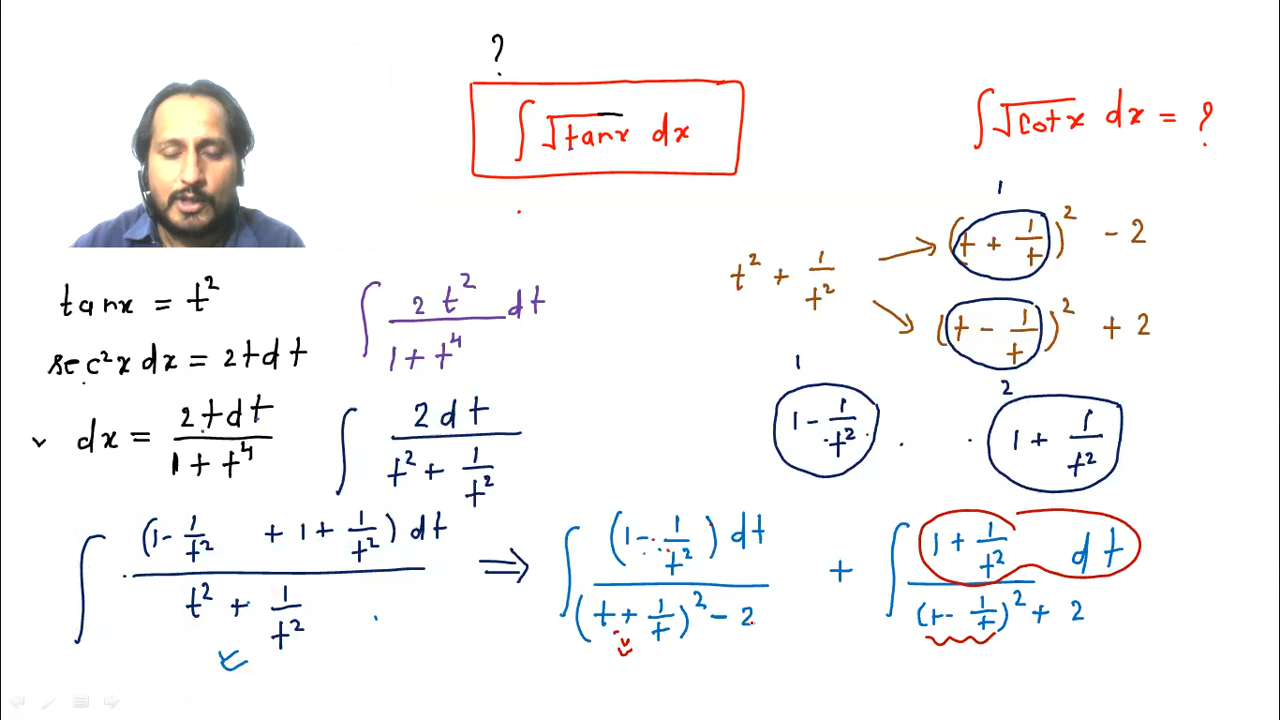 ?
∫ √tanx dx
∫ √cotx dx = ?
t² + 1/t²
1
(t + 1/t)² - 2
(t - 1/t)² + 2
tanx = t²
sec²x dx = 2t dt
dx = 2t dt / 1 + t⁴
∫ 2t² / 1 + t⁴ dt
∫ 2dt / t² + 1/t²
1
1 - 1/t²
2
1 + 1/t²
∫ (1 - 1/t² + 1 + 1/t²) dt / t² + 1/t²
⇒ ∫ (1 - 1/t²) dt / (t + 1/t)² - 2 + ∫ 1 + 1/t² dt / (t - 1/t)² + 2